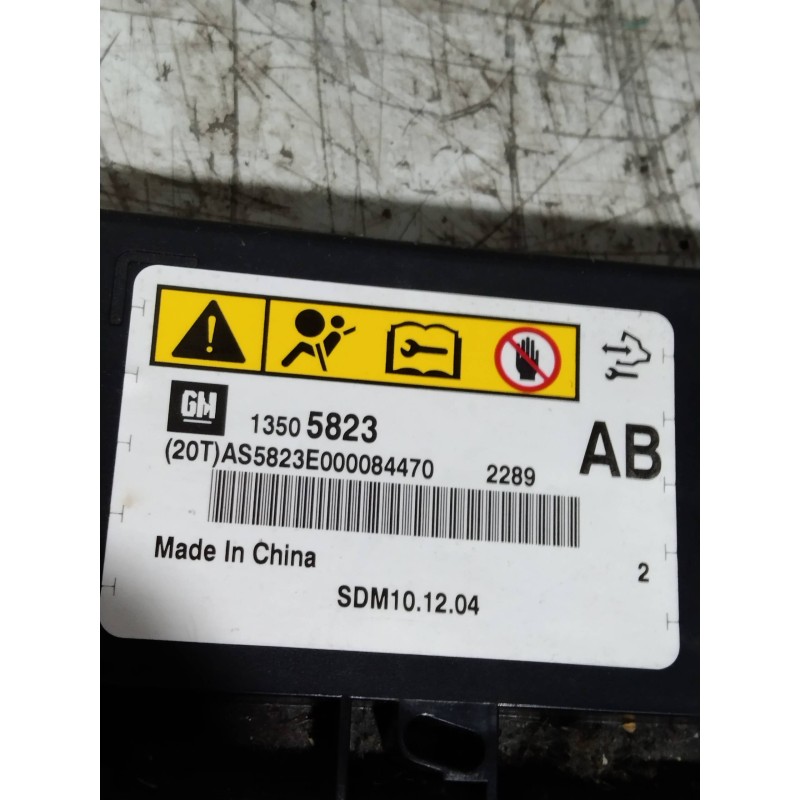 GM
1350 5823
AB
(20T)AS5823E000084470 2289
Made In China
2
SDM10.12.04